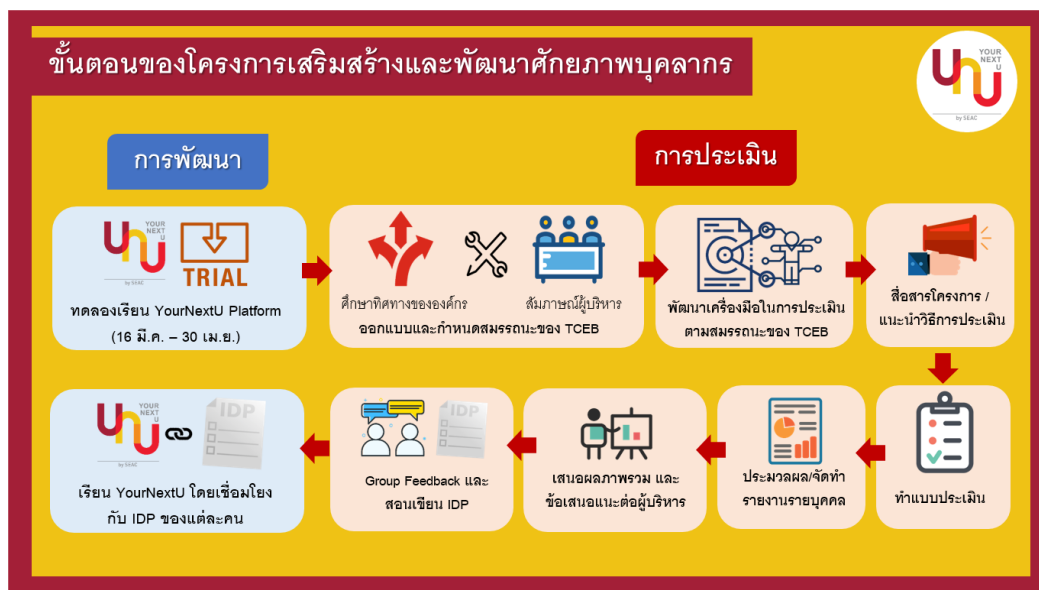 ขั้นตอนของโครงการเสริมสร้างและพัฒนาศักยภาพบุคลากร
YOUR
NEXT
U
UNU
by SEAC
การพัฒนา
การประเมิน
YOUR
NEXT
U
UNU
by SEAC
TRIAL
ทดลองเรียน YourNextU Platform
(16 มี.ค. – 30 เม.ย.)
ศึกษาทิศทางขององค์กร
สัมภาษณ์ผู้บริหาร
ออกแบบและกำหนดสมรรถนะของ TCEB
พัฒนาเครื่องมือในการประเมิน
ตามสมรรถนะของ TCEB
สื่อสารโครงการ /
แนะนำวิธีการประเมิน
ทำแบบประเมิน
ประมวลผล/จัดทำ
รายงานรายบุคคล
เสนอผลภาพรวม และ
ข้อเสนอแนะต่อผู้บริหาร
IDP
Group Feedback และ
สอนเขียน IDP
YOUR
NEXT
U
UNU
by SEAC
IDP
เรียน YourNextU โดยเชื่อมโยง
กับ IDP ของแต่ละคน